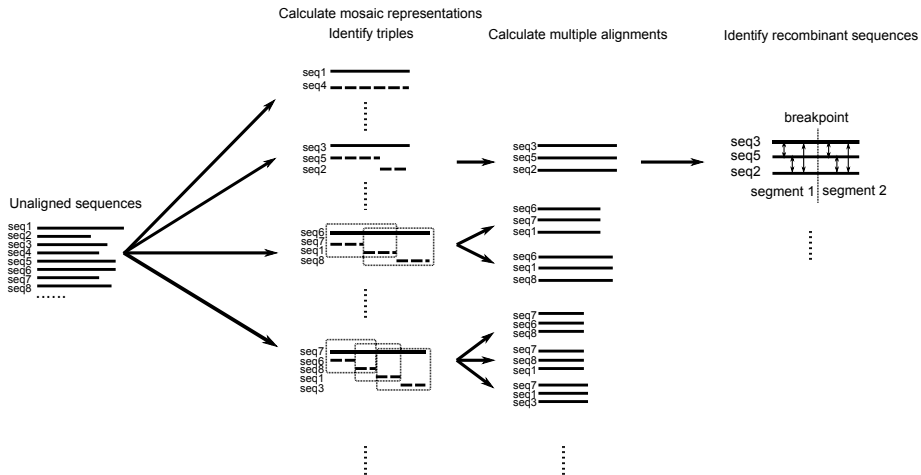 Calculate mosaic representations
Identify triples
Calculate multiple alignments
Identify recombinant sequences
Unaligned sequences
seq1
seq2
seq3
seq4
seq5
seq6
seq7
seq8
seq1
seq4
seq3
seq5
seq2
seq6
seq7
seq1
seq8
seq7
seq6
seq8
seq1
seq3
seq3
seq5
seq2
seq6
seq7
seq1
seq6
seq1
seq8
seq7
seq6
seq8
seq7
seq8
seq1
seq7
seq1
seq3
breakpoint
seq3
seq5
seq2
segment 1 segment 2